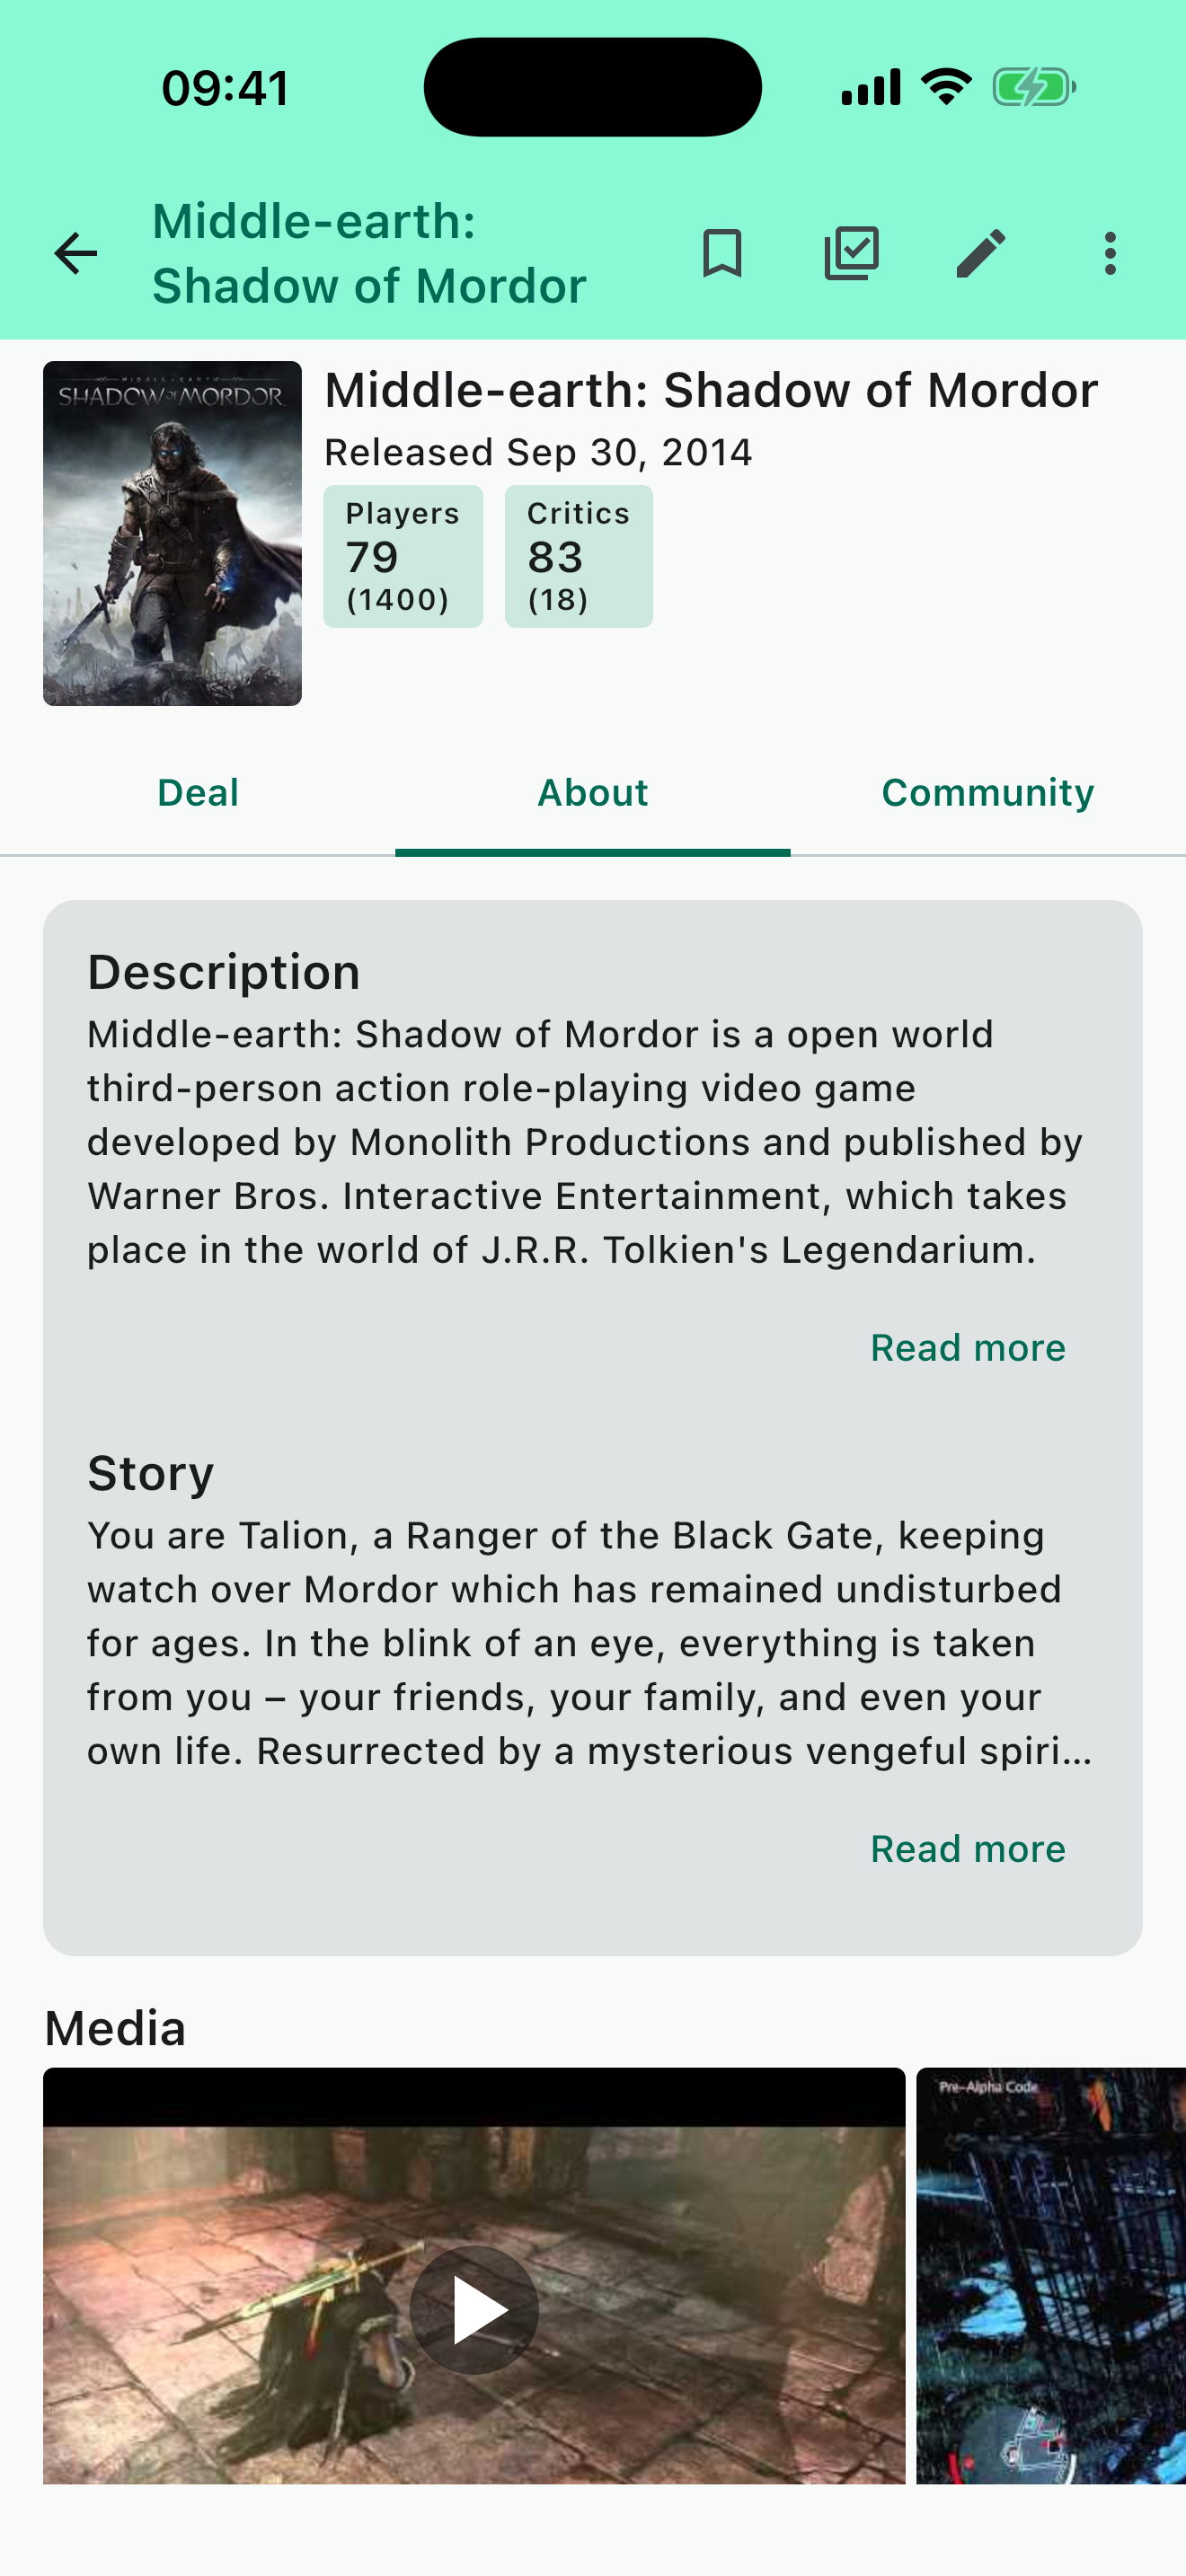 09:41
Middle-earth:
Shadow of Mordor
MIDDLE-EARTH
SHADOW OF MORDOR
Middle-earth: Shadow of Mordor
Released Sep 30, 2014
Players
79
(1400)
Critics
83
(18)
Deal
About
Community
Description
Middle-earth: Shadow of Mordor is a open world
third-person action role-playing video game
developed by Monolith Productions and published by
Warner Bros. Interactive Entertainment, which takes
place in the world of J.R.R. Tolkien's Legendarium.
Read more
Story
You are Talion, a Ranger of the Black Gate, keeping
watch over Mordor which has remained undisturbed
for ages. In the blink of an eye, everything is taken
from you – your friends, your family, and even your
own life. Resurrected by a mysterious vengeful spiri...
Read more
Media
Pre-Alpha Code